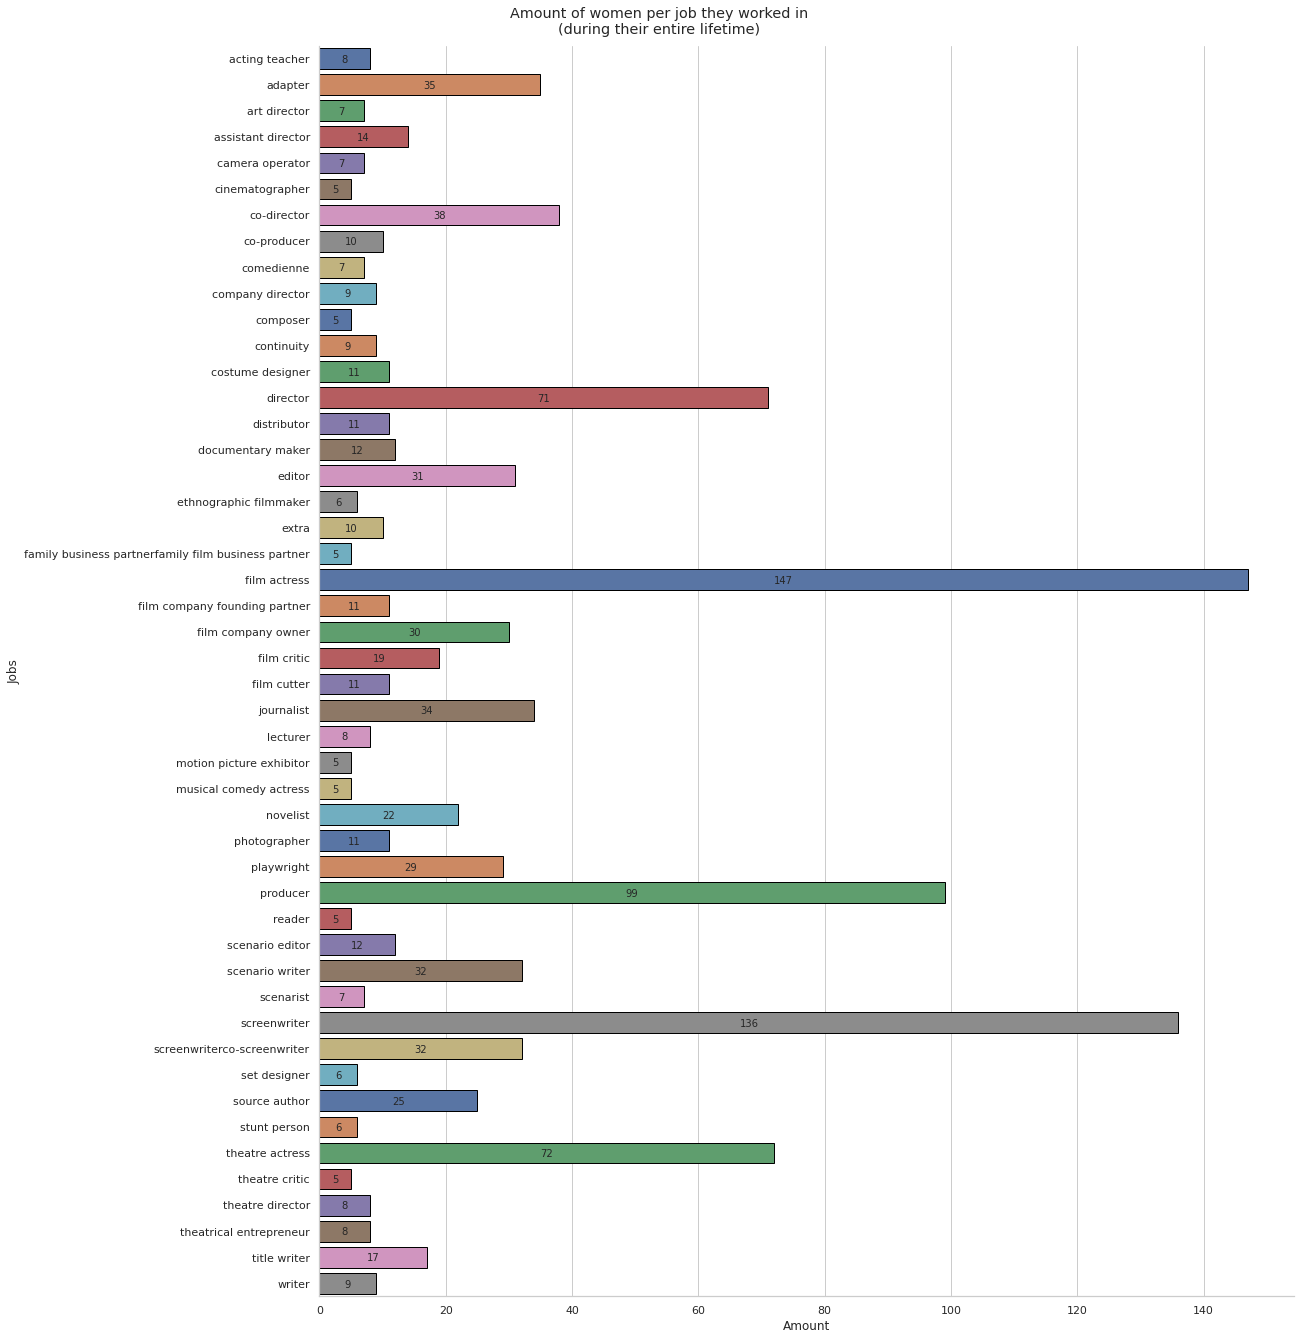 Amount of women per job they worked in
(during their entire lifetime)
acting teacher 8
adapter 35
art director 7
assistant director 14
camera operator 7
cinematographer 5
co-director 38
co-producer 10
comedienne 7
company director 9
composer 5
continuity 9
costume designer 11
director 71
distributor 11
documentary maker 12
editor 31
ethnographic filmmaker 6
extra 10
family business partnerfamily film business partner 5
film actress 147
film company founding partner 11
film company owner 30
film critic 19
film cutter 11
journalist 34
lecturer 8
motion picture exhibitor 5
musical comedy actress 5
novelist 22
photographer 11
playwright 29
producer 99
reader 5
scenario editor 12
scenario writer 32
scenarist 7
screenwriter 136
screenwriterco-screenwriter 32
set designer 6
source author 25
stunt person 6
theatre actress 72
theatre critic 5
theatre director 8
theatrical entrepreneur 8
title writer 17
writer 9
Jobs
0 20 40 60 80 100 120 140
Amount